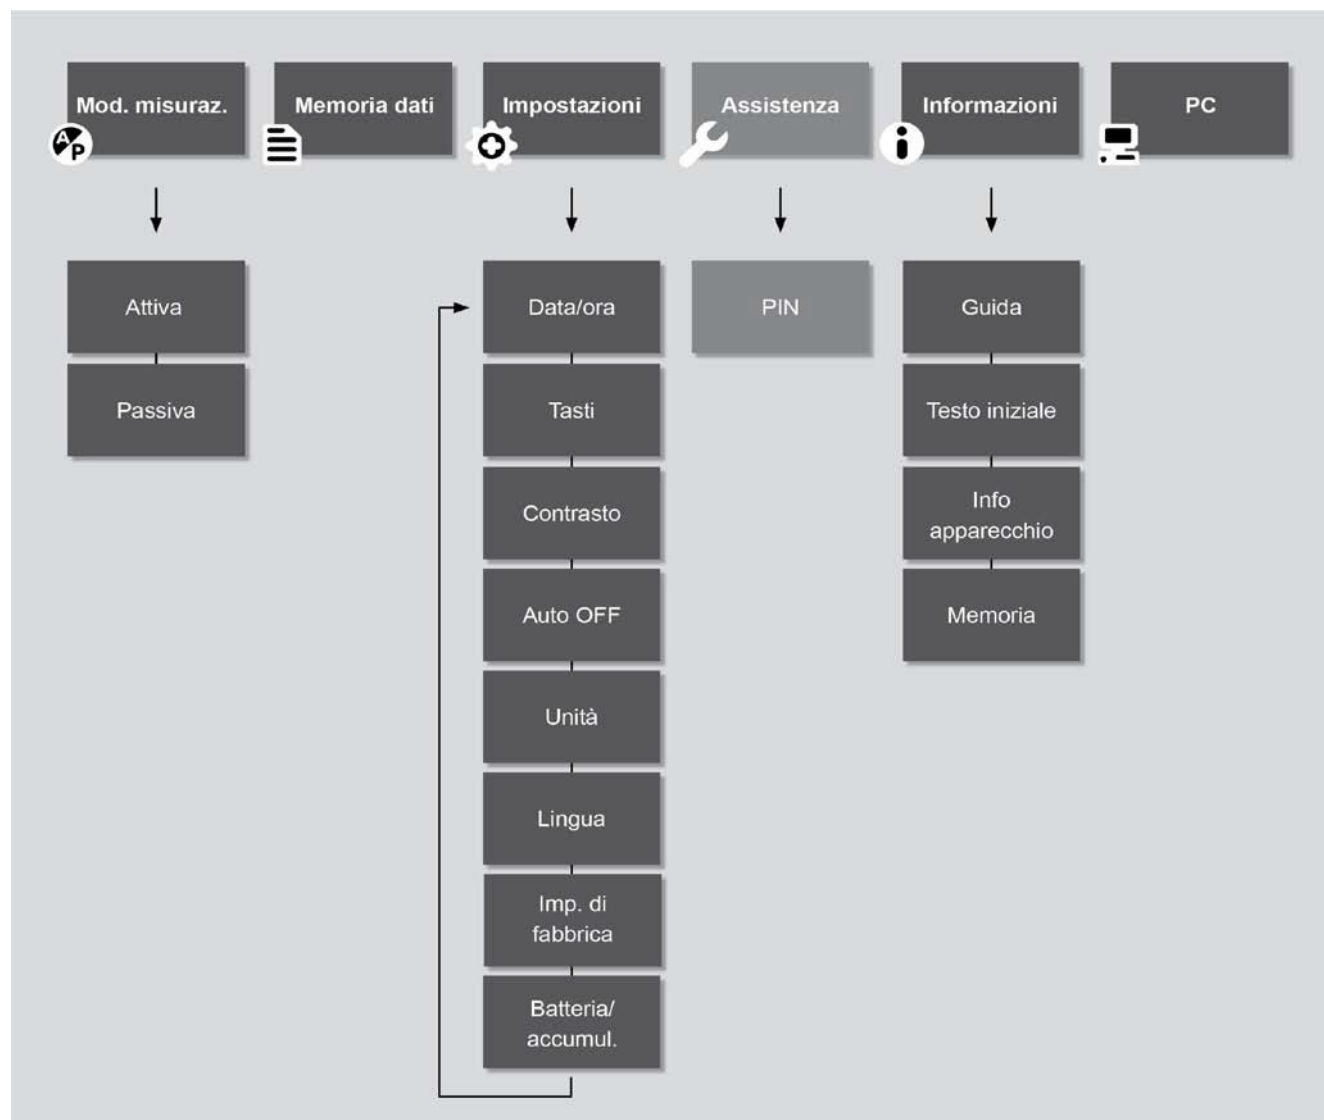 Mod. misuraz.
Memoria dati
Impostazioni
Assistenza
Informazioni
PC
A
P
Attiva
Passiva
Data/ora
Tasti
Contrasto
Auto OFF
Unità
Lingua
Imp. di
fabbrica
Batteria/
accumul.
PIN
Guida
Testo iniziale
Info
apparecchio
Memoria